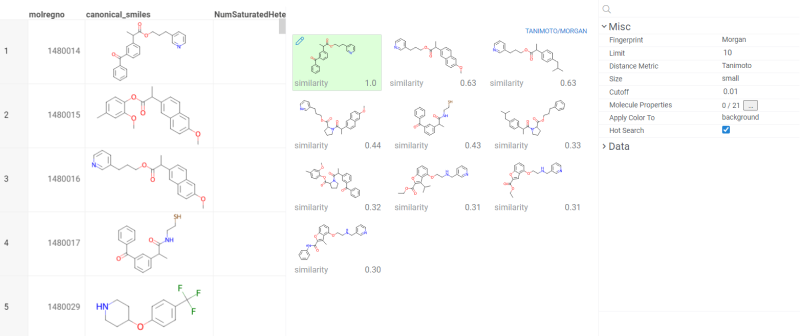 molregno canonical_smiles NumSaturatedHete
1 1480014
2 1480015
3 1480016
4 1480017
5 1480029
TANIMOTO/MORGAN
similarity 1.0 similarity 0.63 similarity 0.63
similarity 0.44 similarity 0.43 similarity 0.33
similarity 0.32 similarity 0.31 similarity 0.31
similarity 0.30
Misc
Fingerprint Morgan
Limit 10
Distance Metric Tanimoto
Size small
Cutoff 0.01
Molecule Properties 0 / 21 ...
Apply Color To background
Hot Search
Data